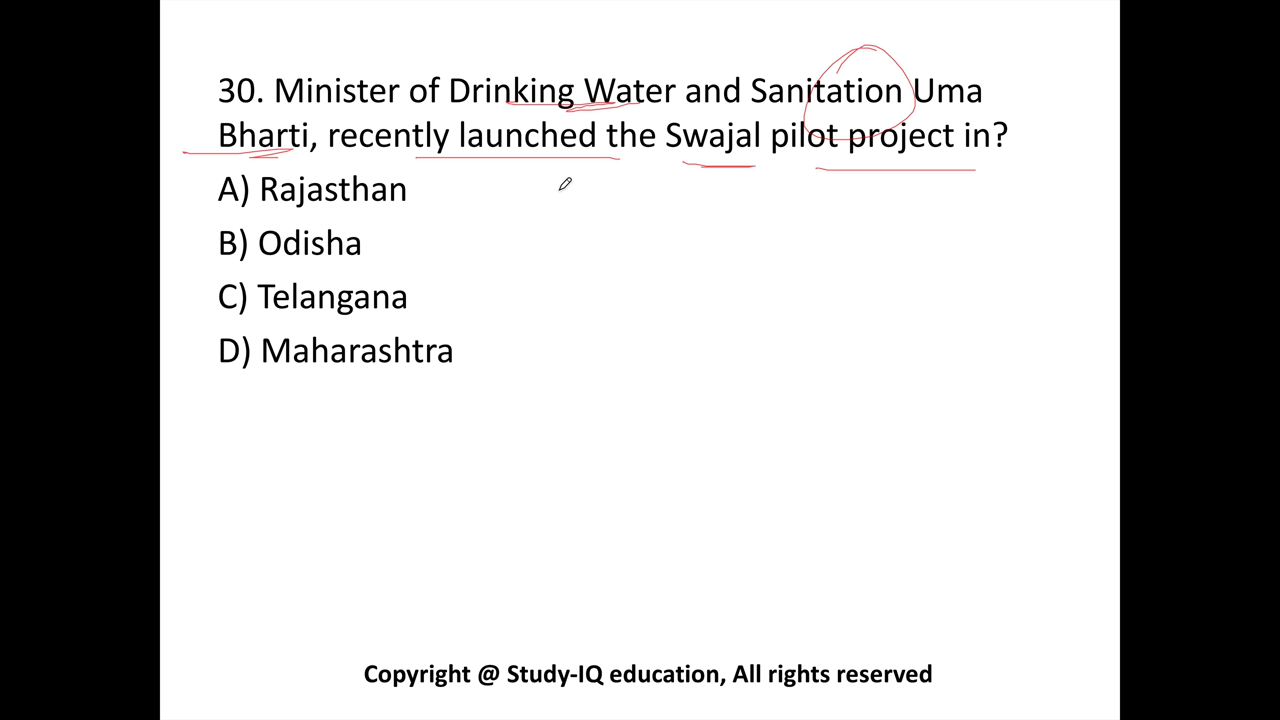 30. Minister of Drinking Water and Sanitation Uma
Bharti, recently launched the Swajal pilot project in?
A) Rajasthan
B) Odisha
C) Telangana
D) Maharashtra
Copyright @ Study-IQ education, All rights reserved